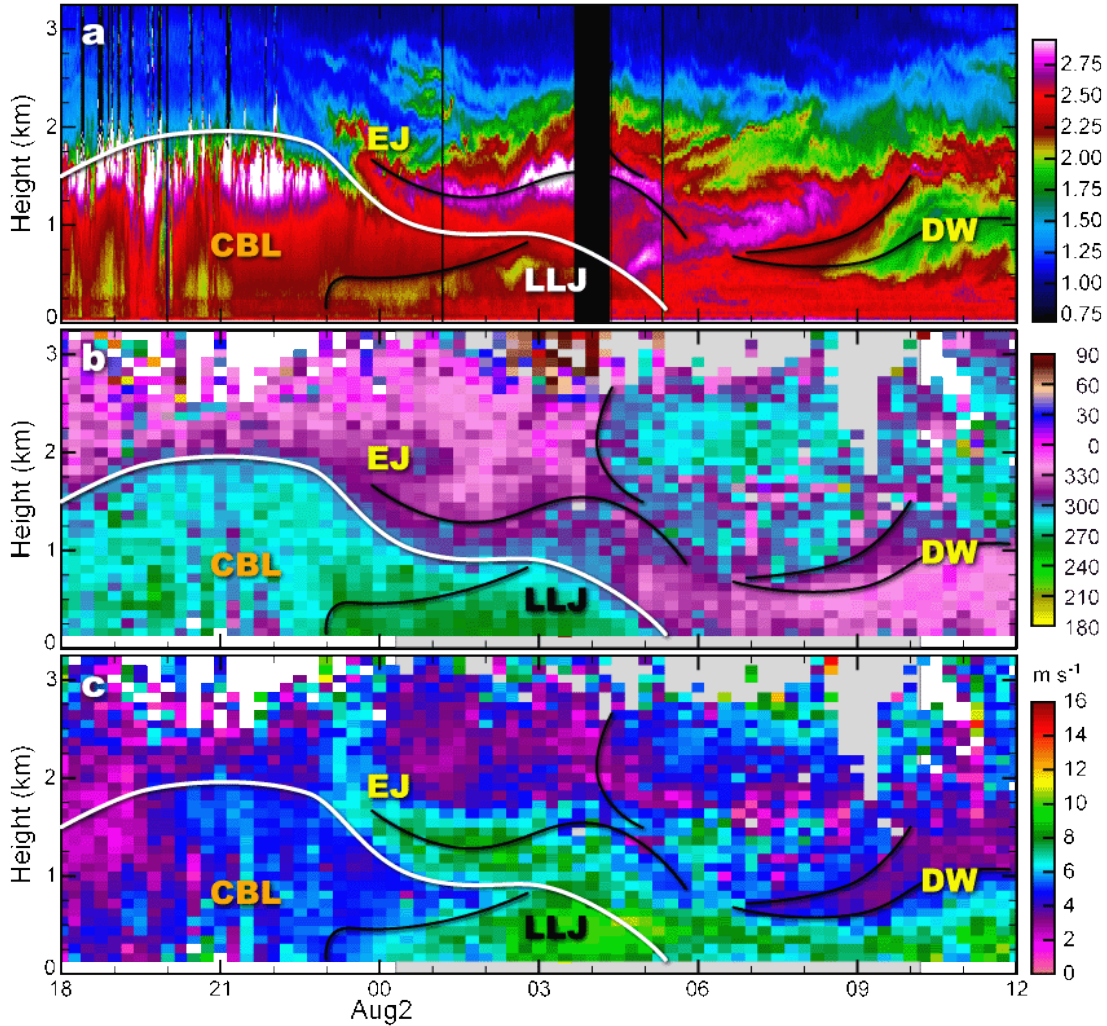 a
Height (km)
3
2
1
0
EJ
CBL
LLJ
DW
2.75
2.50
2.25
2.00
1.75
1.50
1.25
1.00
0.75
b
Height (km)
3
2
1
0
EJ
CBL
LLJ
DW
90
60
30
0
330
300
270
240
210
180
c
Height (km)
3
2
1
0
EJ
CBL
LLJ
DW
m s⁻¹
16
14
12
10
8
6
4
2
0
18 21 00 03 06 09 12
Aug2